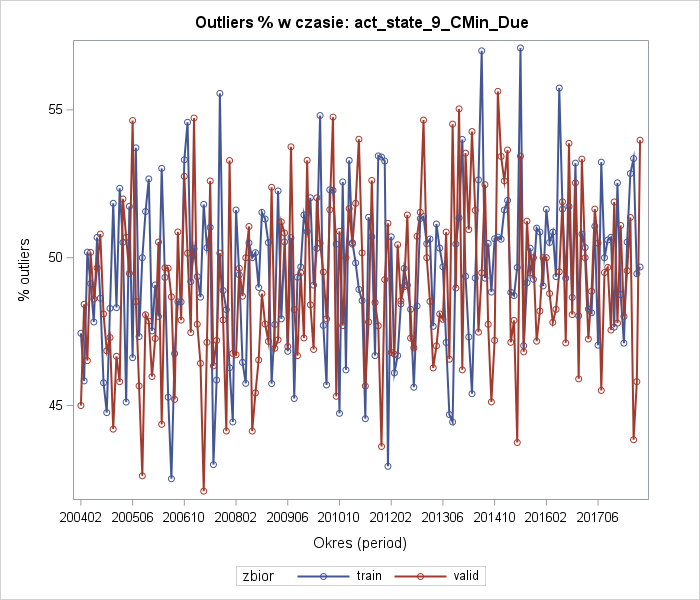 Outliers % w czasie: act_state_9_CMin_Due
% outliers
55
50
45
200402 200506 200610 200802 200906 201010 201202 201306 201410 201602 201706
Okres (period)
zbior train valid